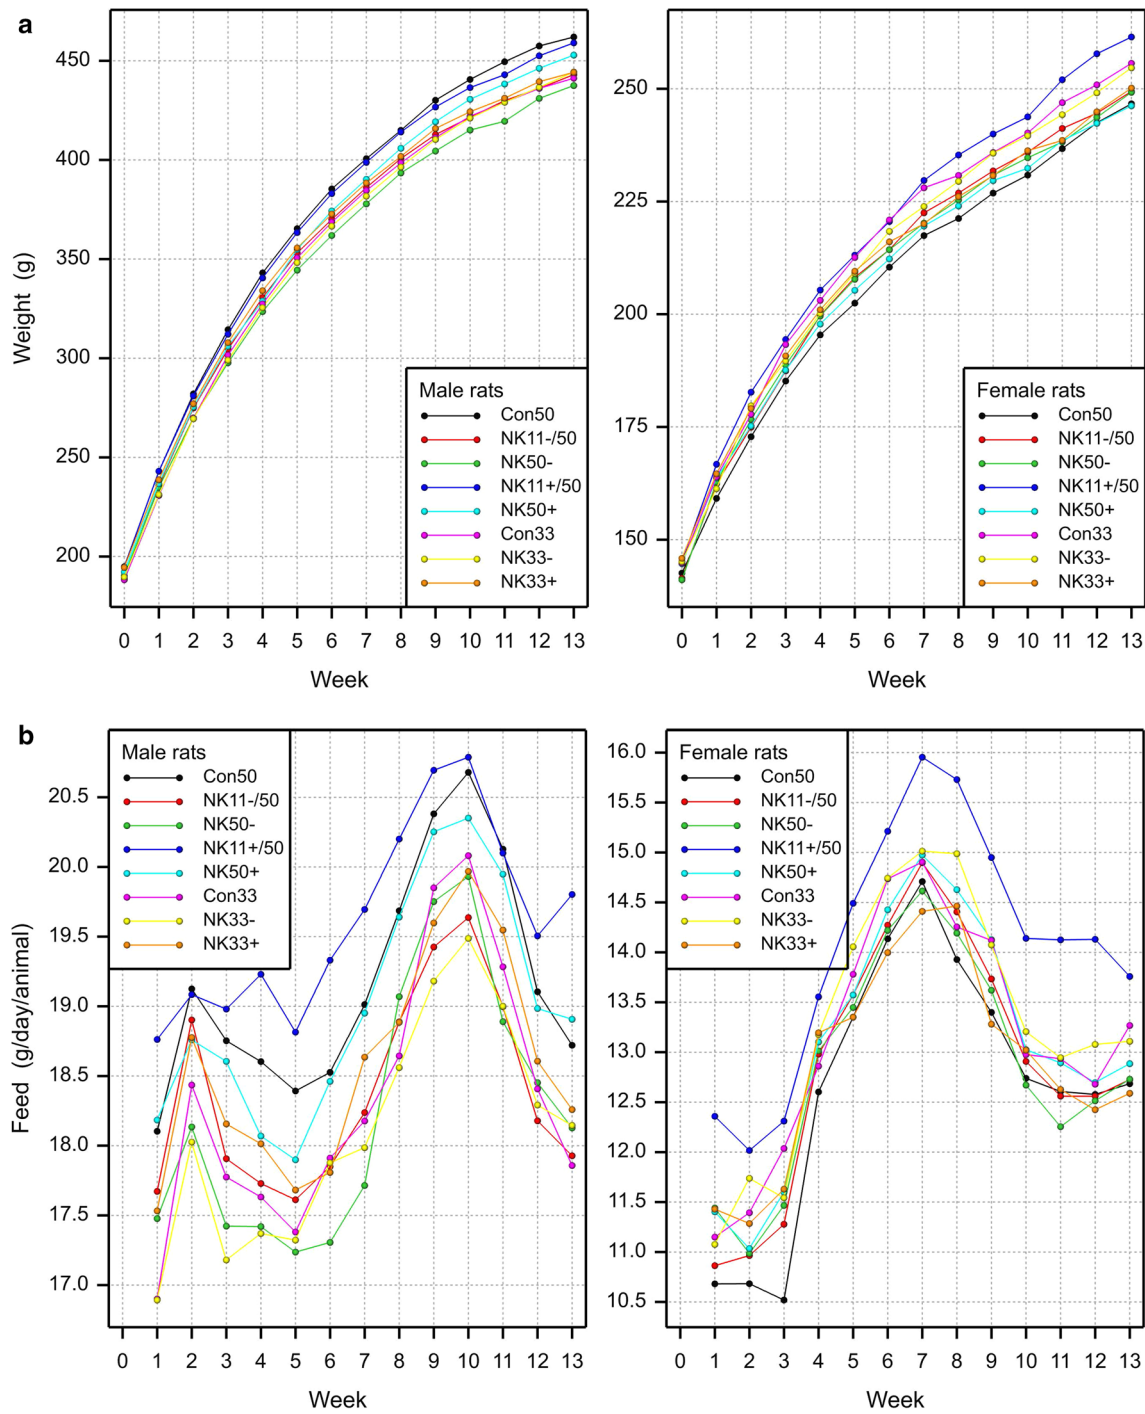 a
450
400
350
300
250
200
Weight (g)
Male rats
Con50
NK11-/50
NK50-
NK11+/50
NK50+
Con33
NK33-
NK33+
0 1 2 3 4 5 6 7 8 9 10 11 12 13
Week
250
225
200
175
150
Female rats
Con50
NK11-/50
NK50-
NK11+/50
NK50+
Con33
NK33-
NK33+
0 1 2 3 4 5 6 7 8 9 10 11 12 13
Week
b
20.5
20.0
19.5
19.0
18.5
18.0
17.5
17.0
Feed (g/day/animal)
Male rats
Con50
NK11-/50
NK50-
NK11+/50
NK50+
Con33
NK33-
NK33+
0 1 2 3 4 5 6 7 8 9 10 11 12 13
Week
16.0
15.5
15.0
14.5
14.0
13.5
13.0
12.5
12.0
11.5
11.0
10.5
Female rats
Con50
NK11-/50
NK50-
NK11+/50
NK50+
Con33
NK33-
NK33+
0 1 2 3 4 5 6 7 8 9 10 11 12 13
Week